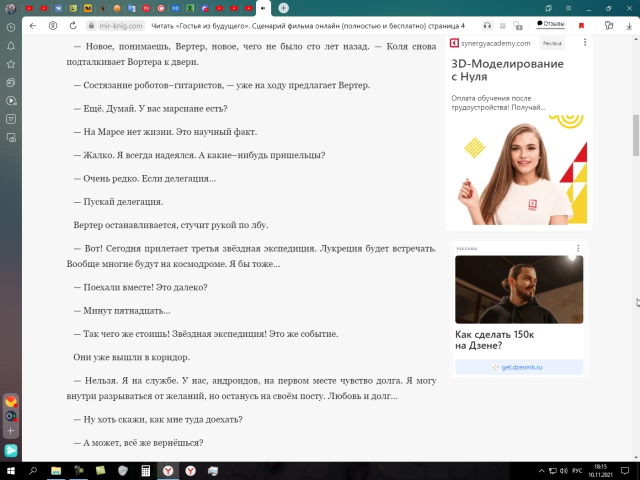 mir-knig.com Читать «Гостья из будущего». Сценарий фильма онлайн (полностью и бесплатно) страница 4
Отзывы
— Новое, понимаешь, Вертер, новое, чего не было сто лет назад. — Коля снова
подталкивает Вортера к двери.
— Состязание роботов–гитаристов, — уже на ходу предлагает Вертер.
— Ещё. Думай. У вас марсиане есть?
— На Марсе нет жизни. Это научный факт.
— Жалко. Я всегда надеялся. А какие–нибудь пришельцы?
— Очень редко. Если делегация…
— Пускай делегация.
Вертер останавливается, стучит рукой по лбу.
— Вот! Сегодня прилетает третья звёздная экспедиция. Лукреция будет встречать.
Вообще многие будут на космодроме. Я бы тоже…
— Поехали вместе! Это далеко?
— Минут пятнадцать…
— Так чего же стоишь! Звёздная экспедиция! Это же событие.
Они уже вышли в коридор.
— Нельзя. Я на службе. У нас, андроидов, на первом месте чувство долга. Я могу
внутри разрываться от желаний, но останусь на своём посту. Любовь и долг…
— Ну хоть скажи, как мне туда доехать?
— А может, всё же вернёшься?
synergyacademy.com
Реклама
3D-Моделирование
с Нуля
Оплата обучения после
трудоустройства! Получай…
РЕКЛАМА
Как сделать 150к
на Дзене?
get.dzenmk.ru
РУС
18:15
10.11.2021